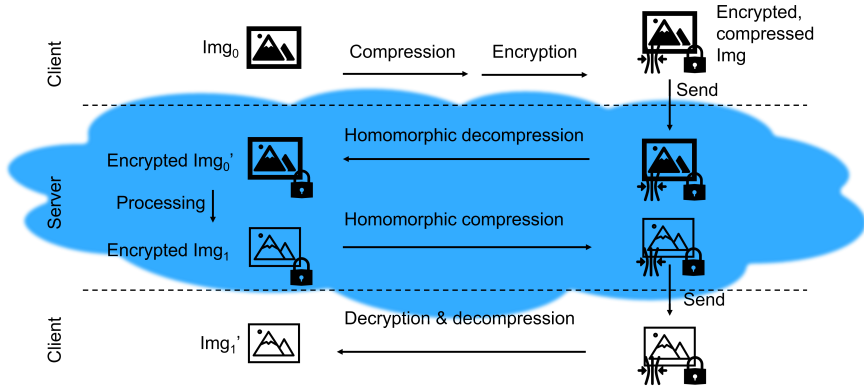 Client
Img₀
Compression
Encryption
Encrypted,
compressed
Img
Send
Server
Homomorphic decompression
Encrypted Img₀'
Processing
Homomorphic compression
Encrypted Img₁
Send
Client
Decryption & decompression
Img₁'